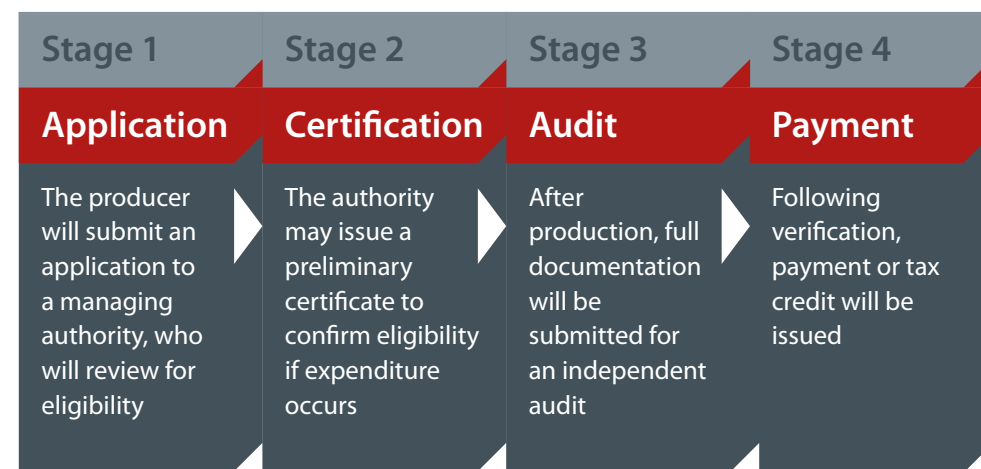 Stage 1
Application
The producer
will submit an
application to
a managing
authority, who
will review for
eligibility
Stage 2
Certification
The authority
may issue a
preliminary
certificate to
confirm eligibility
if expenditure
occurs
Stage 3
Audit
After
production, full
documentation
will be
submitted for
an independent
audit
Stage 4
Payment
Following
verification,
payment or tax
credit will be
issued